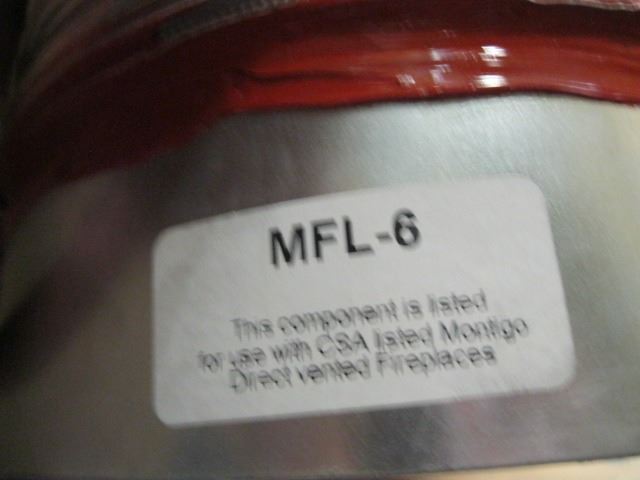 MFL-6
This component is listed
for use with CSA listed Montigo
Direct vented Fireplaces